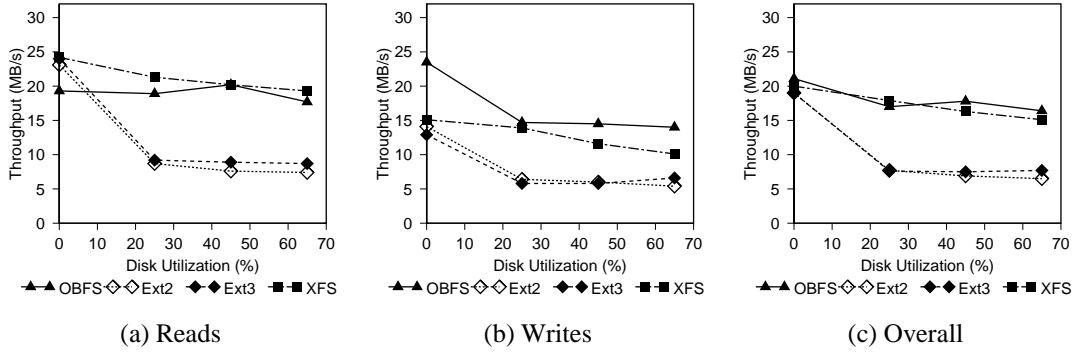 30
25
20
15
10
5
0
Throughput (MB/s)
0 10 20 30 40 50 60 70
Disk Utilization (%)
OBFS Ext2 Ext3 XFS
(a) Reads
30
25
20
15
10
5
0
Throughput (MB/s)
0 10 20 30 40 50 60 70
Disk Utilization (%)
OBFS Ext2 Ext3 XFS
(b) Writes
30
25
20
15
10
5
0
Throughput (MB/s)
0 10 20 30 40 50 60 70
Disk Utilization (%)
OBFS Ext2 Ext3 XFS
(c) Overall